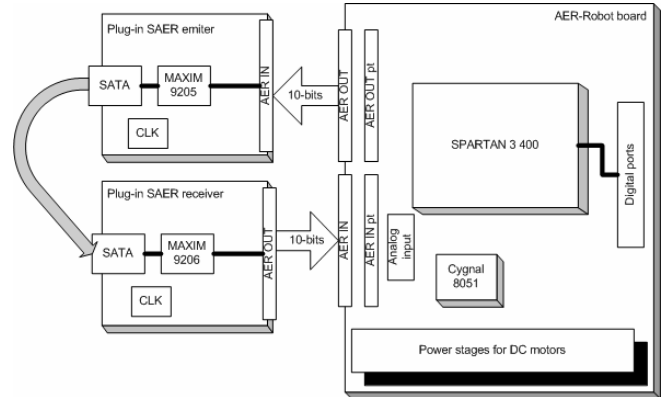 Plug-in SAER emiter
SATA
MAXIM
9205
CLK
AER IN
10-bits
AER OUT
AER OUT pt
AER-Robot board
SPARTAN 3 400
Digital ports
Plug-in SAER receiver
SATA
MAXIM
9206
CLK
AER OUT
10-bits
AER IN
AER IN pt
Analog
input
Cygnal
8051
Power stages for DC motors